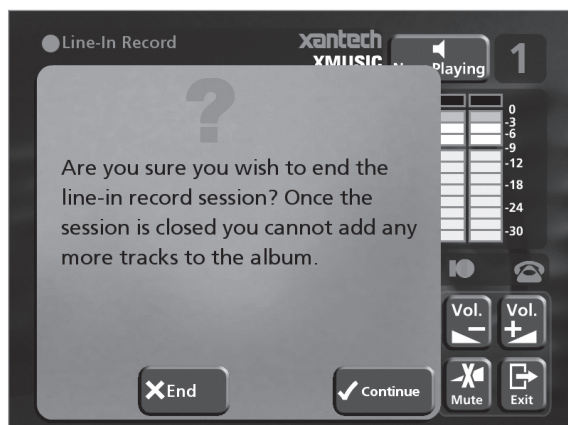 Line-In Record
xantech
XMUSIC
Playing
1
?
Are you sure you wish to end the
line-in record session? Once the
session is closed you cannot add any
more tracks to the album.
0
-3
-6
-9
-12
-18
-24
-30
Vol.
Vol.
End
Continue
Mute
Exit